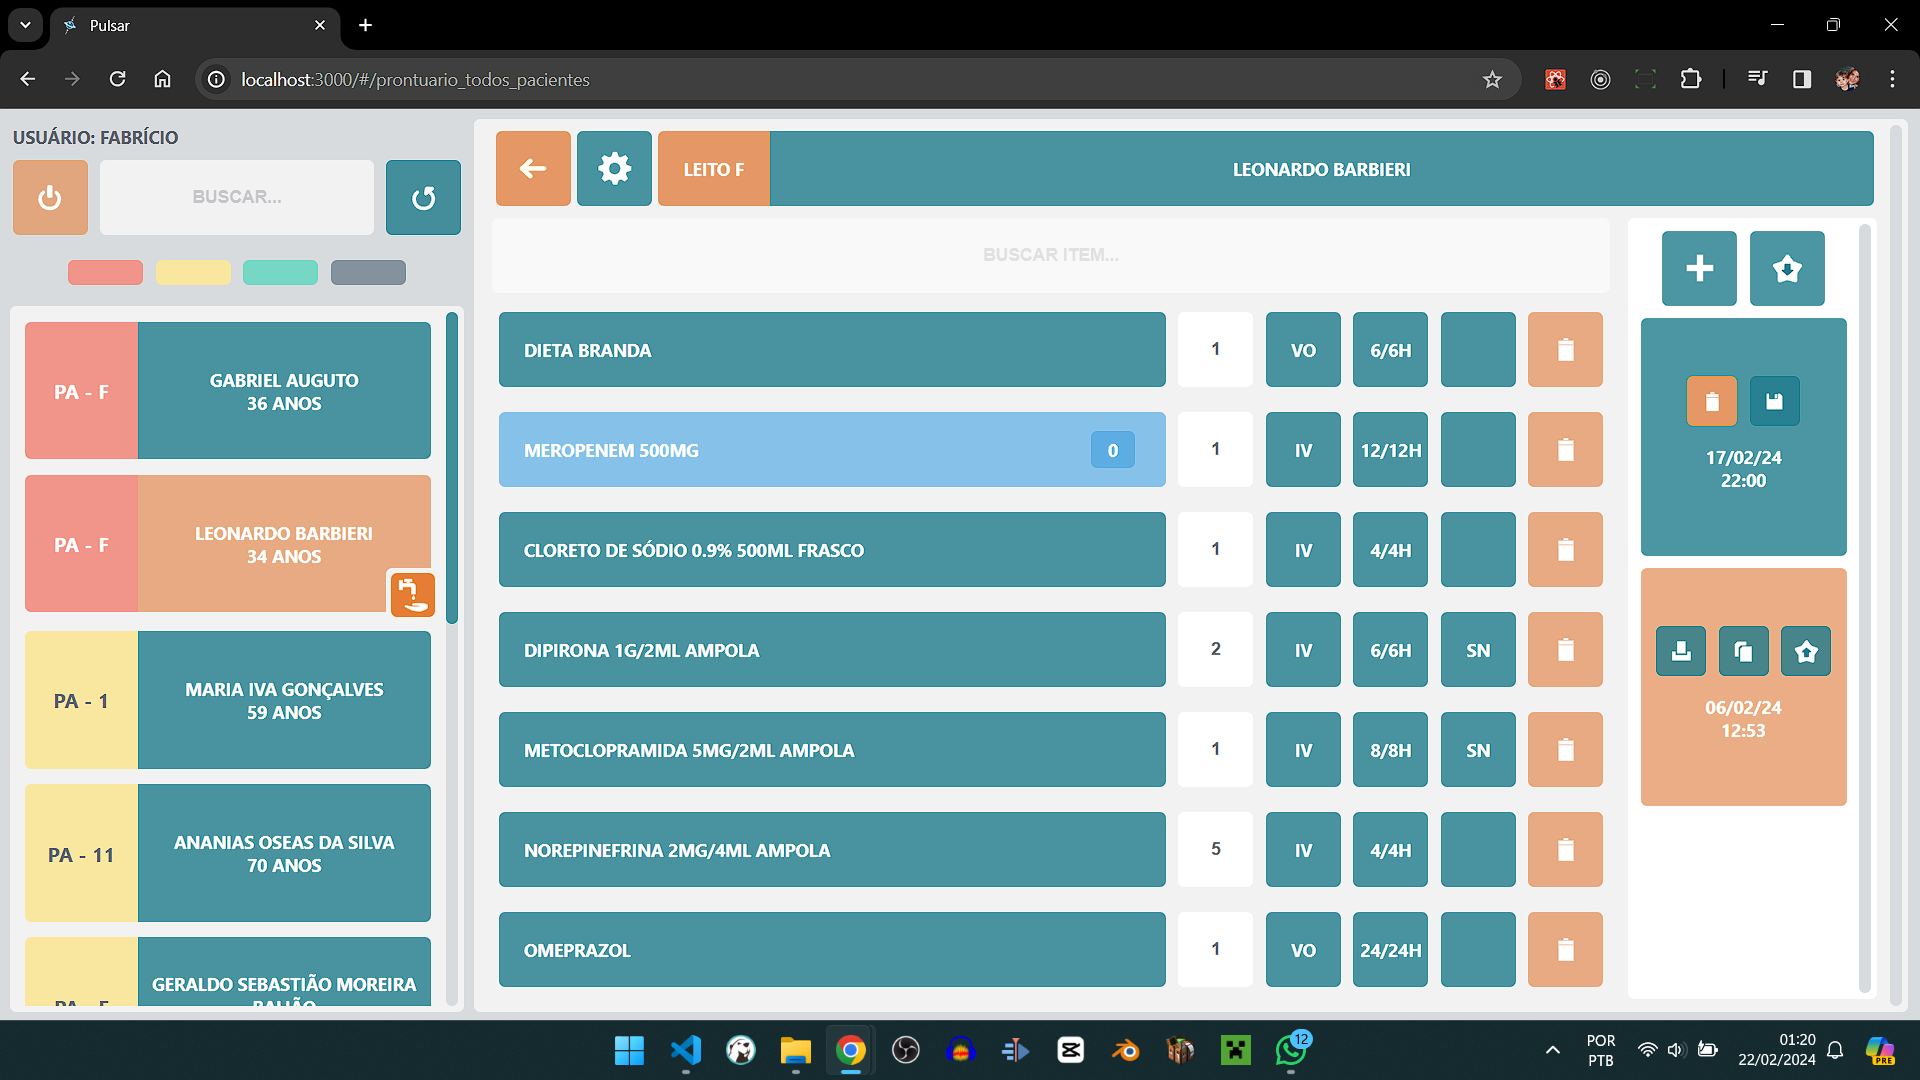 Pulsar
localhost:3000/#/prontuario_todos_pacientes
USUÁRIO: FABRÍCIO
BUSCAR...
PA - F
GABRIEL AUGUTO
36 ANOS
PA - F
LEONARDO BARBIERI
34 ANOS
PA - 1
MARIA IVA GONÇALVES
59 ANOS
PA - 11
ANANIAS OSEAS DA SILVA
70 ANOS
GERALDO SEBASTIÃO MOREIRA
LEITO F
LEONARDO BARBIERI
BUSCAR ITEM...
DIETA BRANDA 1 VO 6/6H
MEROPENEM 500MG 0 1 IV 12/12H
CLORETO DE SÓDIO 0.9% 500ML FRASCO 1 IV 4/4H
DIPIRONA 1G/2ML AMPOLA 2 IV 6/6H SN
METOCLOPRAMIDA 5MG/2ML AMPOLA 1 IV 8/8H SN
NOREPINEFRINA 2MG/4ML AMPOLA 5 IV 4/4H
OMEPRAZOL 1 VO 24/24H
17/02/24
22:00
06/02/24
12:53
12
POR
PTB
01:20
22/02/2024
PRE